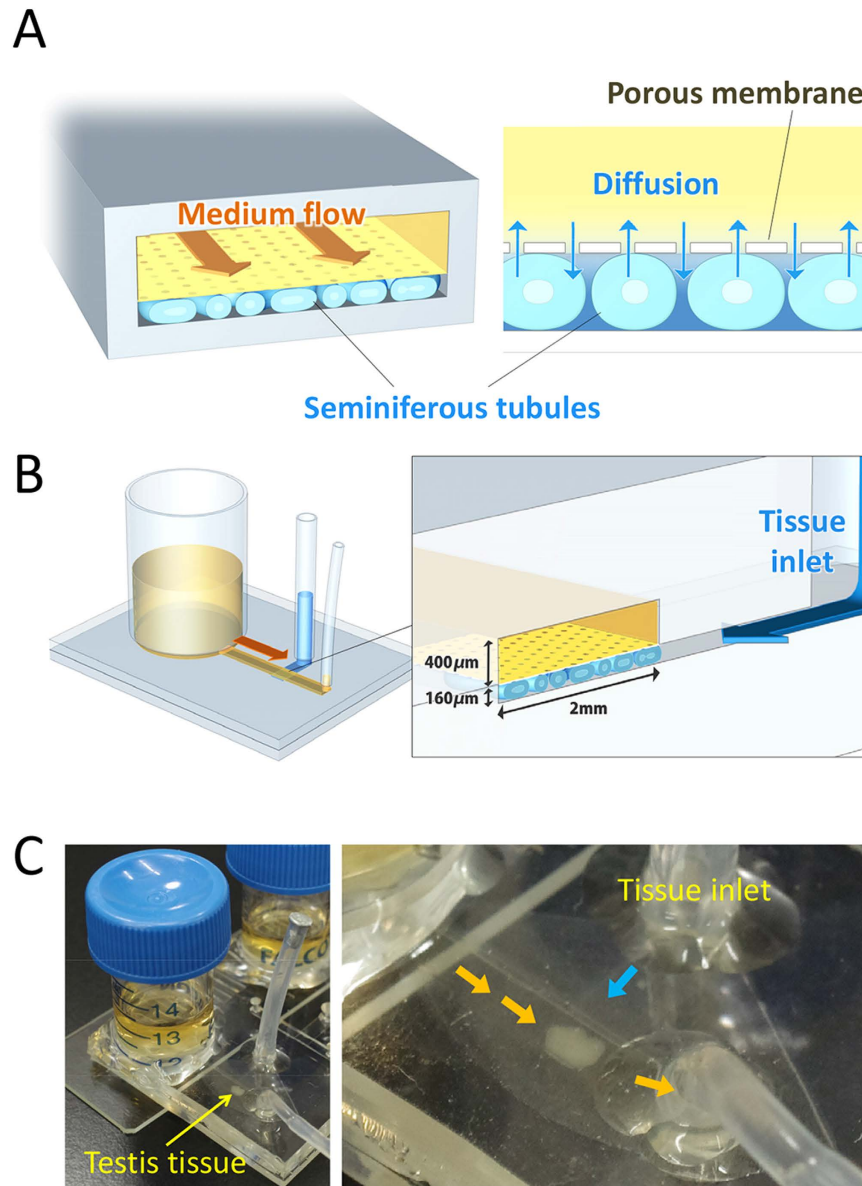 A
Porous membrane
Medium flow
Diffusion
Seminiferous tubules
B
Tissue
inlet
400μm
160μm
2mm
C
Tissue inlet
FALCO
14
13
12
Testis tissue